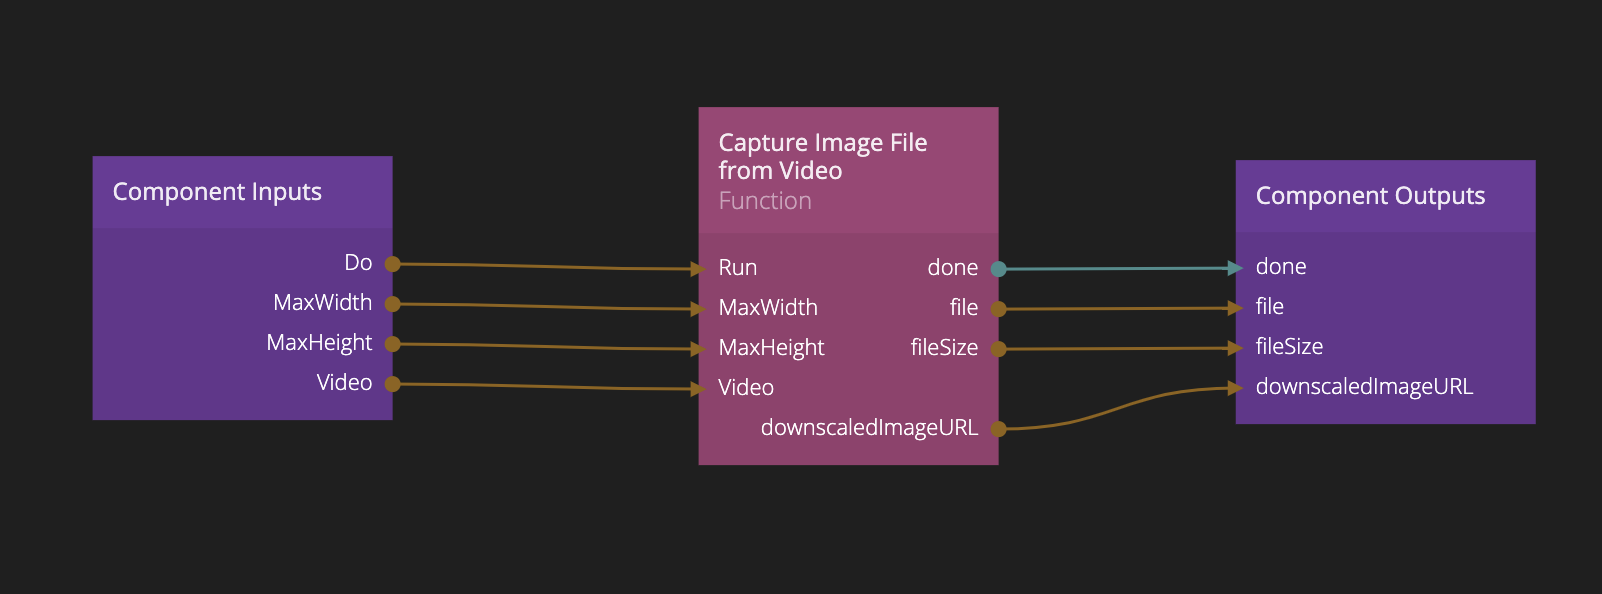 Component Inputs
Do
MaxWidth
MaxHeight
Video
Capture Image File
from Video
Function
Run done
MaxWidth file
MaxHeight fileSize
Video
downscaledImageURL
Component Outputs
done
file
fileSize
downscaledImageURL